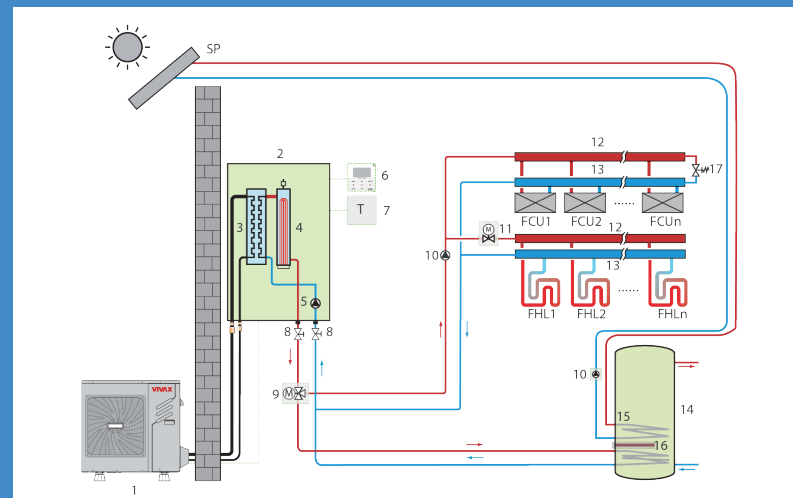 SP
12
2
13
17
6
3
4
T
7
FCU1 FCU2 ...... FCUn
M
11
12
10
13
5
FHL1 FHL2 ...... FHLn
8 8
10
VIVAX
9 M
15
14
16
1